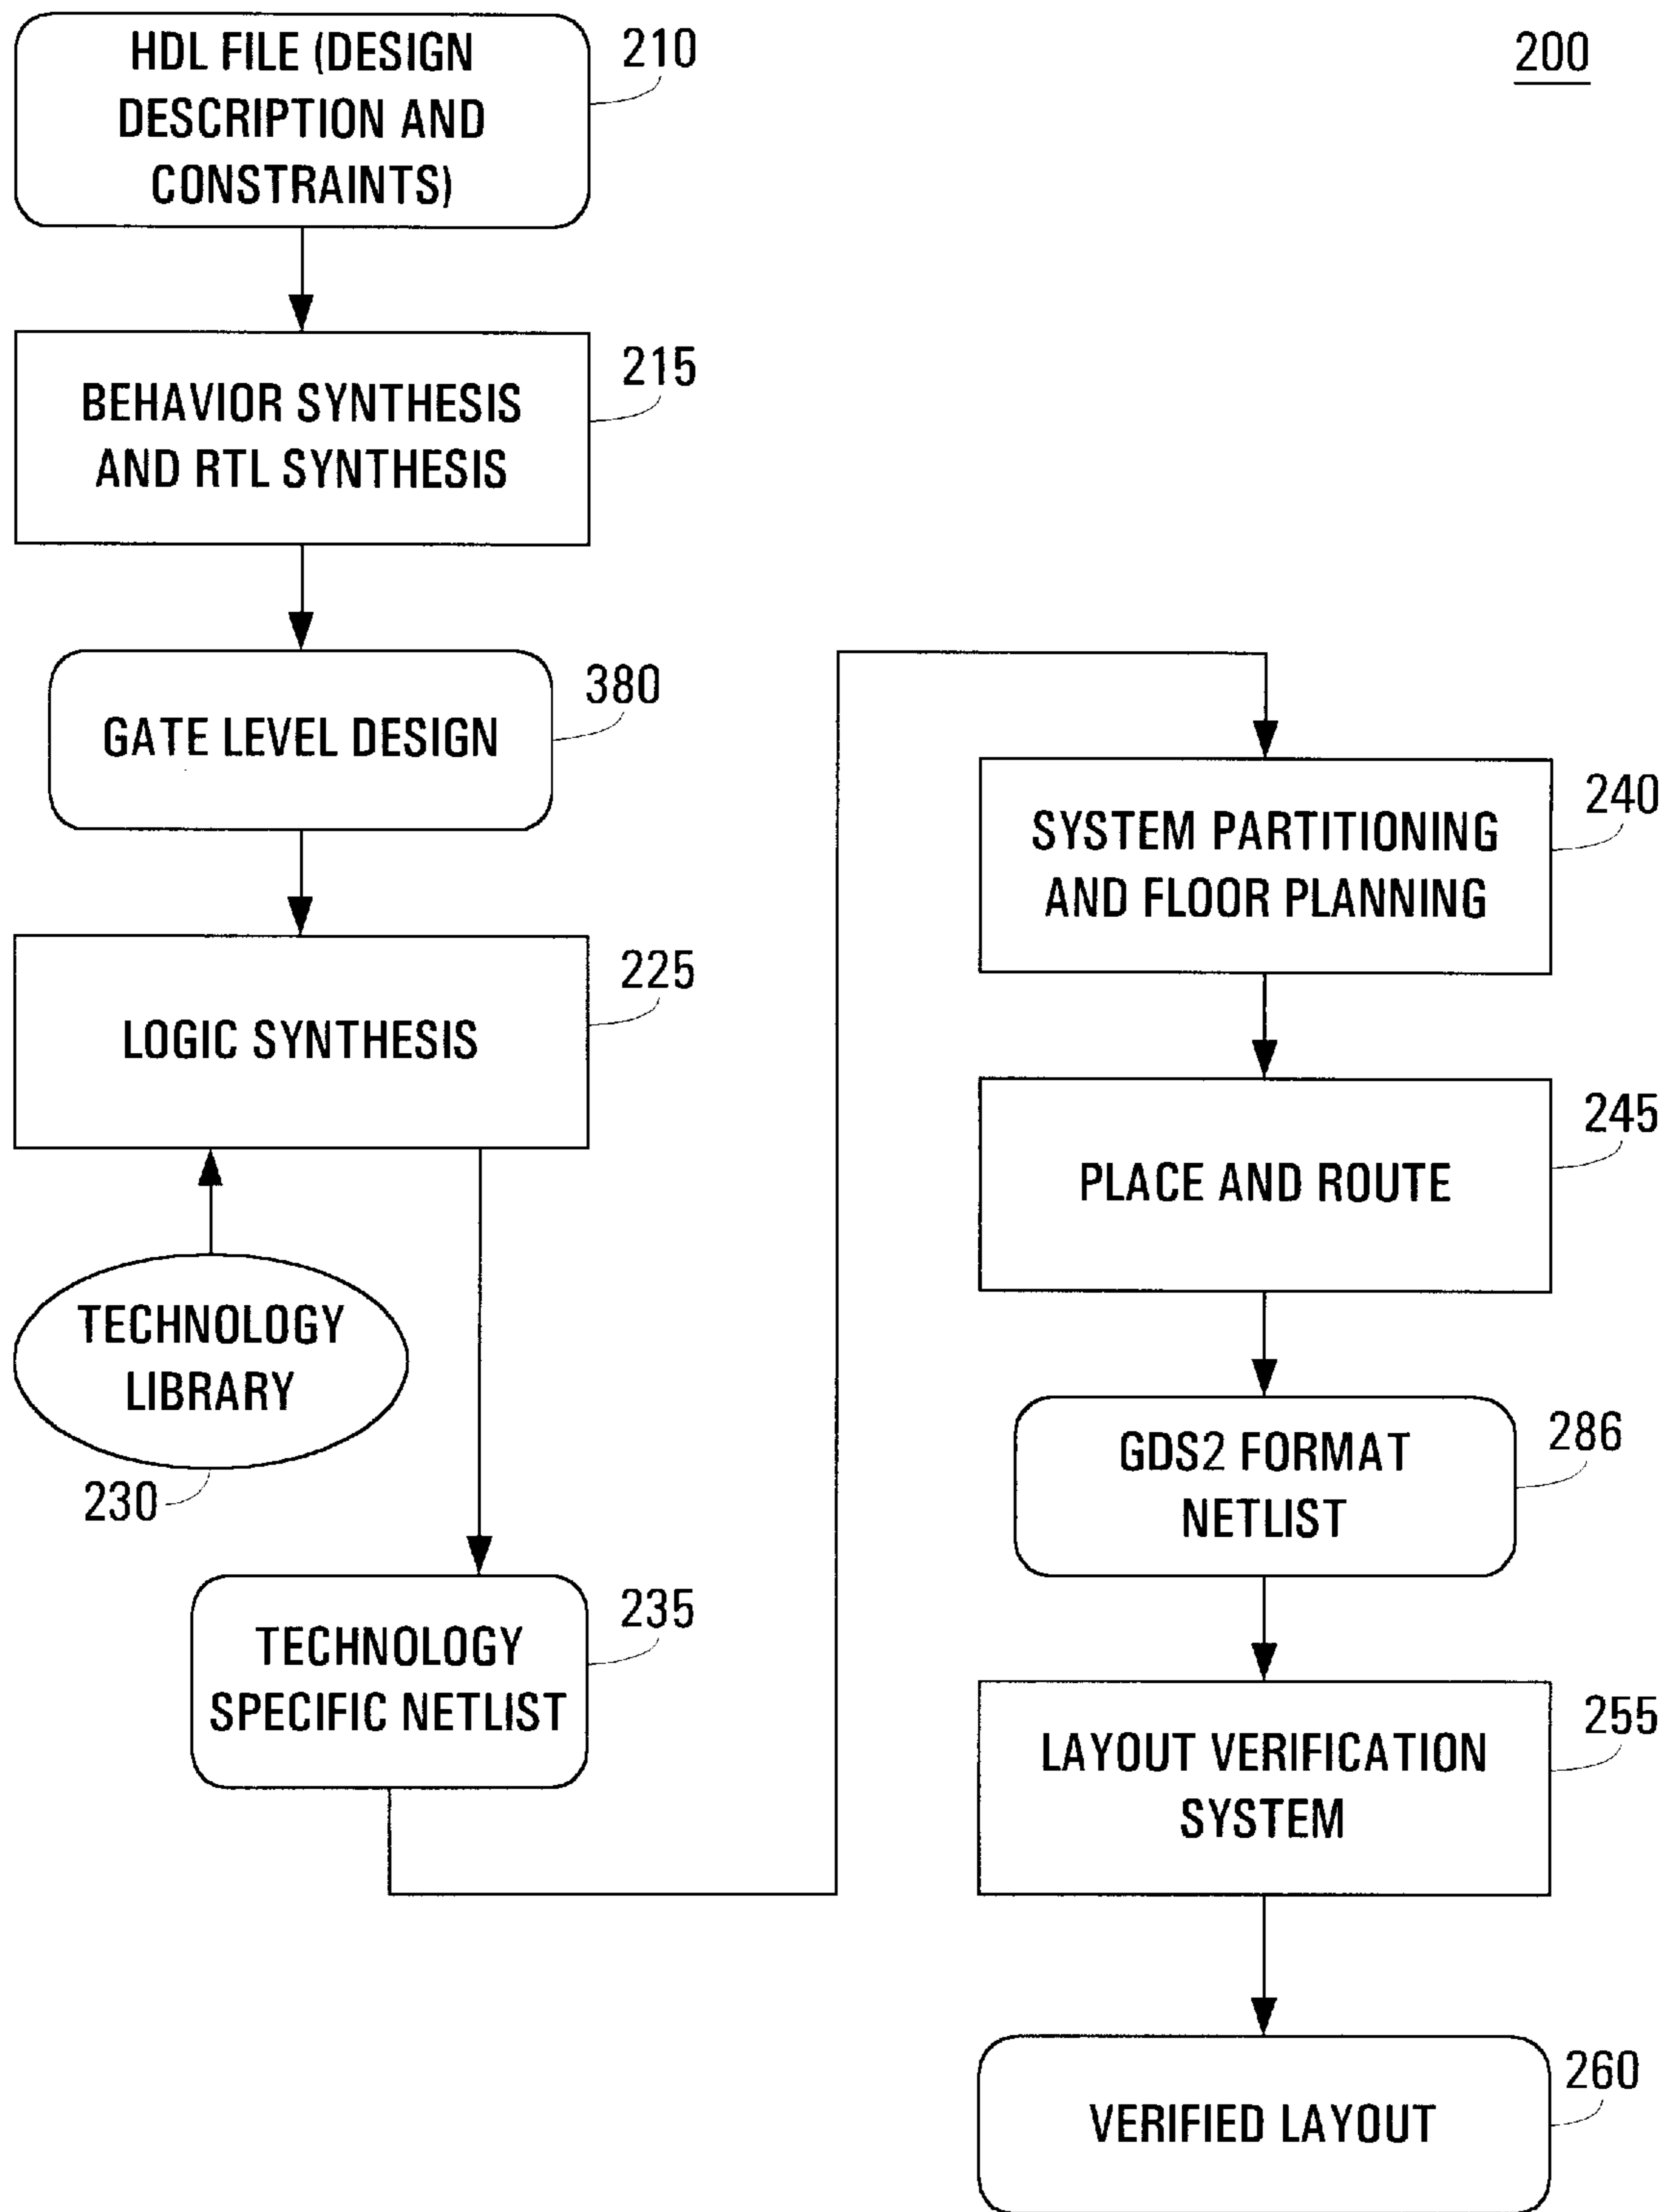 200
HDL FILE (DESIGN
DESCRIPTION AND
CONSTRAINTS)
210
BEHAVIOR SYNTHESIS
AND RTL SYNTHESIS
215
GATE LEVEL DESIGN
380
LOGIC SYNTHESIS
225
TECHNOLOGY
LIBRARY
230
TECHNOLOGY
SPECIFIC NETLIST
235
SYSTEM PARTITIONING
AND FLOOR PLANNING
240
PLACE AND ROUTE
245
GDS2 FORMAT
NETLIST
286
LAYOUT VERIFICATION
SYSTEM
255
VERIFIED LAYOUT
260